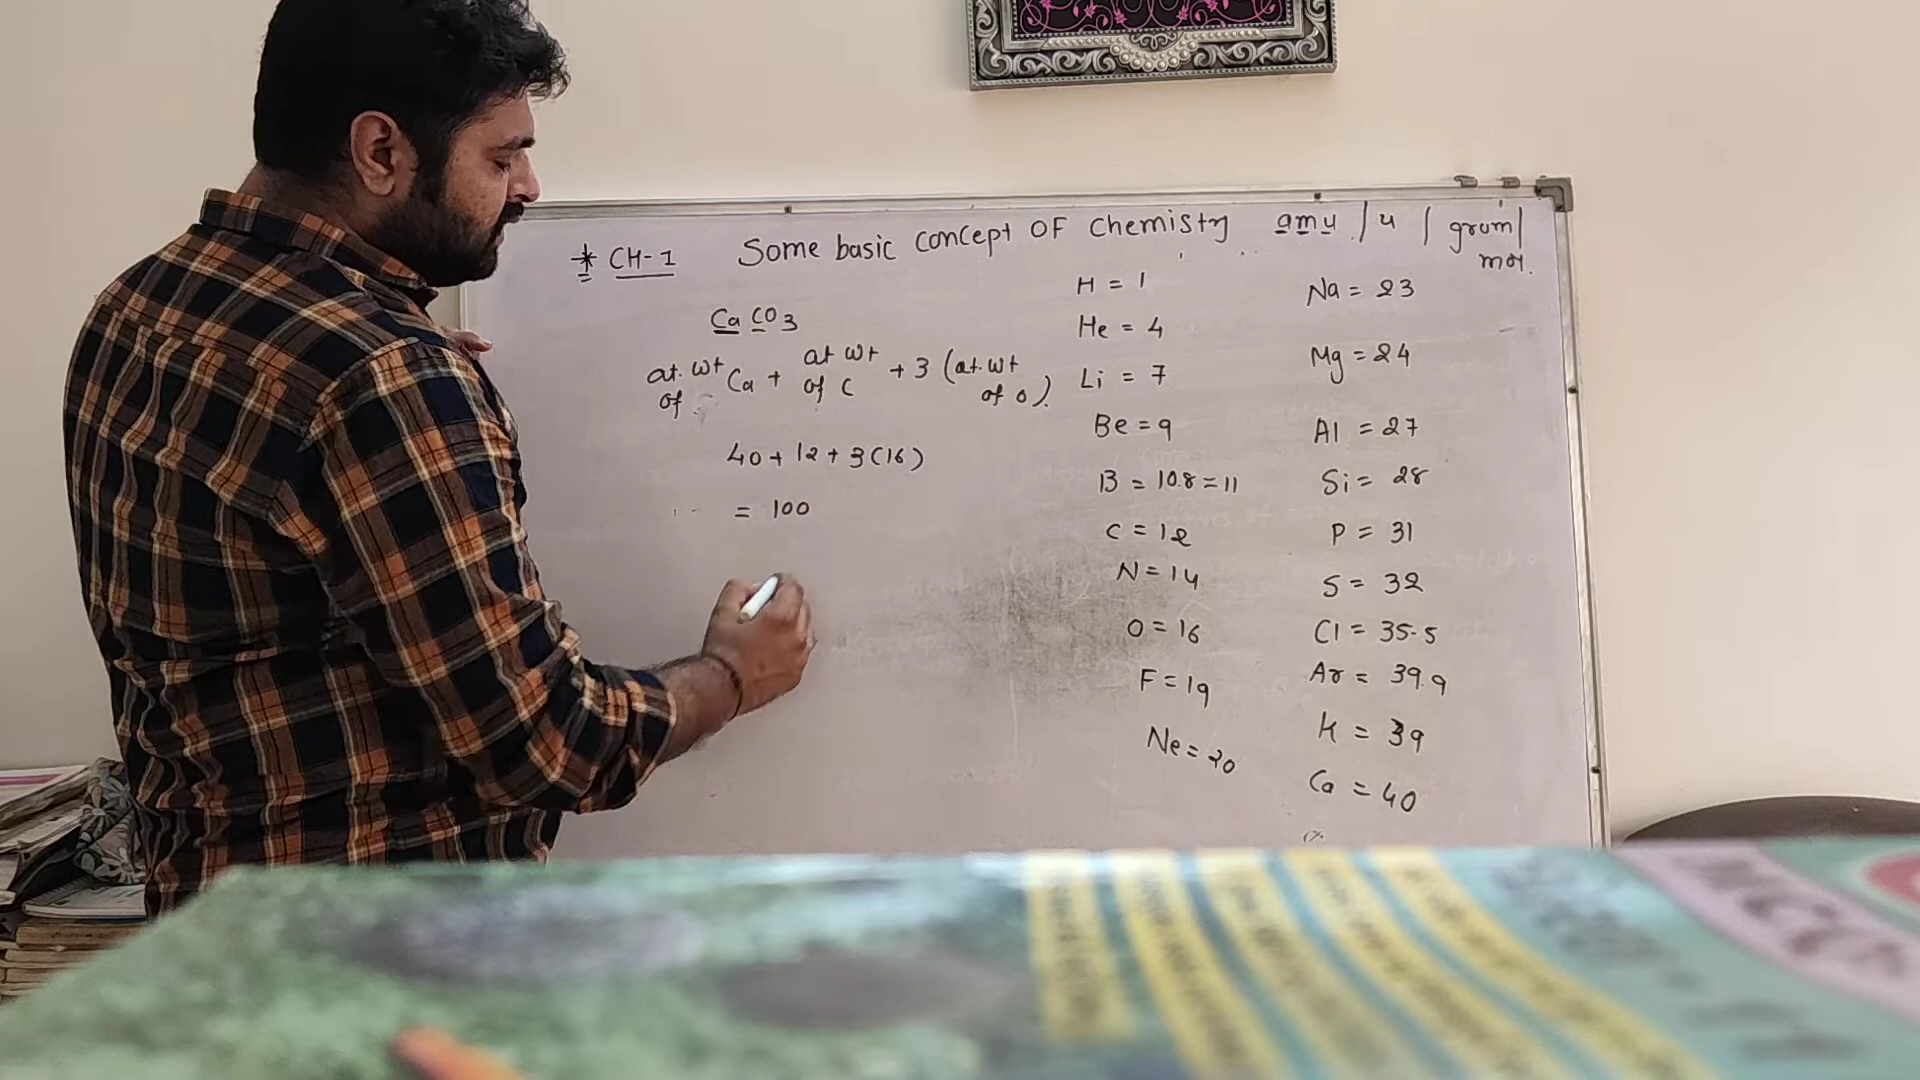 * CH-1 Some basic concept OF Chemistry amu / u / gram/
mol.
CaCO3
at. wt of Ca + at wt of C + 3 (at. wt of O).
40 + 12 + 3(16)
= 100
H = 1
He = 4
Li = 7
Be = 9
B = 10.8 = 11
C = 12
N = 14
O = 16
F = 19
Ne = 20
Na = 23
Mg = 24
Al = 27
Si = 28
P = 31
S = 32
Cl = 35.5
Ar = 39.9
K = 39
Ca = 40